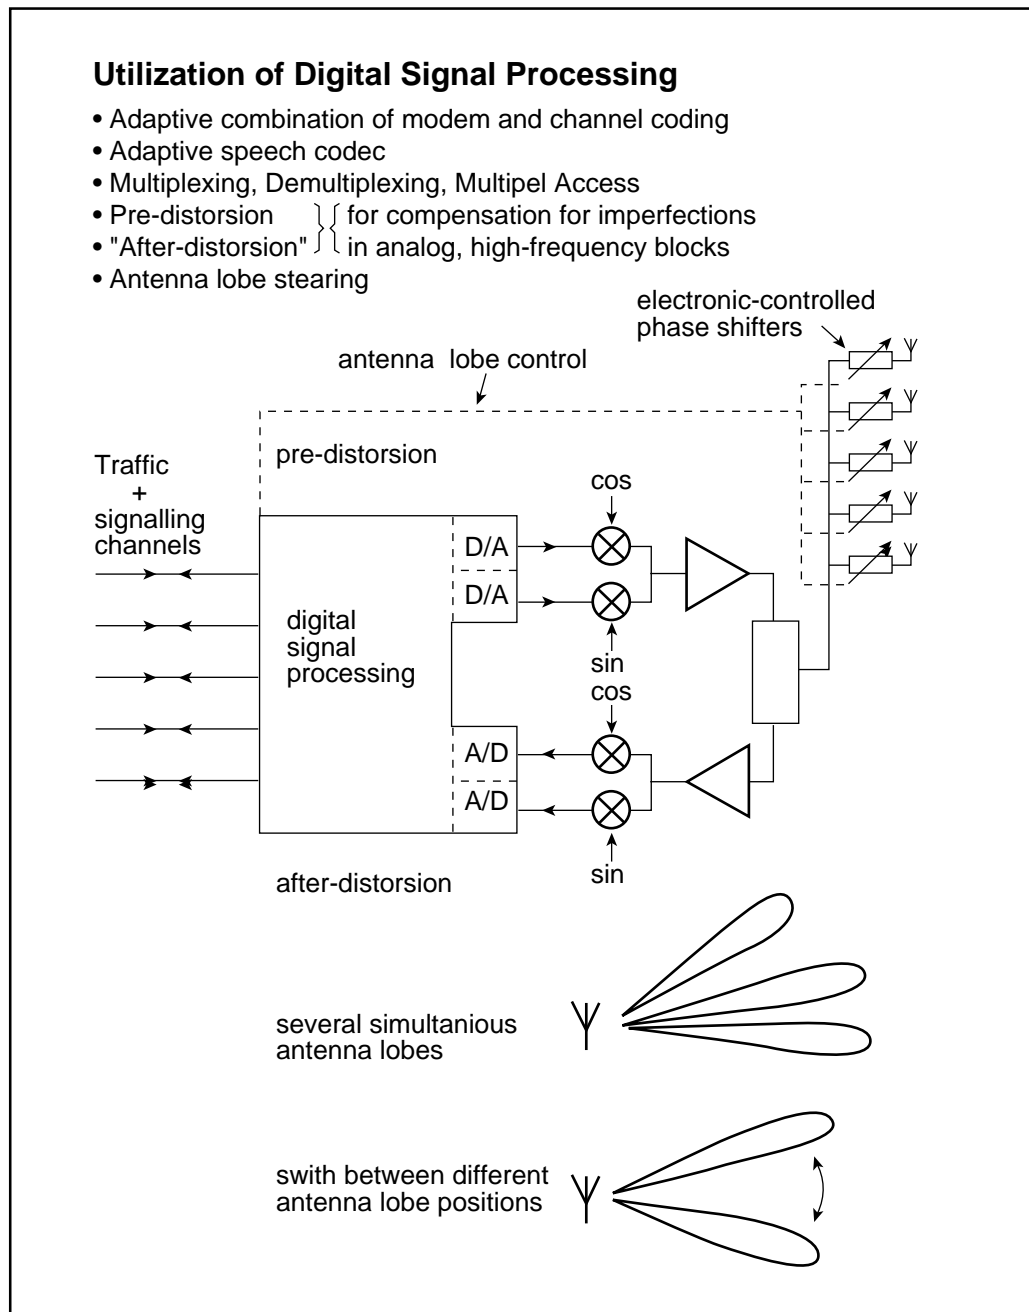 Utilization of Digital Signal Processing
• Adaptive combination of modem and channel coding
• Adaptive speech codec
• Multiplexing, Demultiplexing, Multipel Access
• Pre-distorsion for compensation for imperfections
• "After-distorsion" in analog, high-frequency blocks
• Antenna lobe stearing
electronic-controlled
phase shifters
antenna lobe control
pre-distorsion
Traffic
+
signalling
channels
cos
D/A
D/A
digital
signal
processing
sin
cos
A/D
A/D
sin
after-distorsion
several simultanious
antenna lobes
swith between different
antenna lobe positions